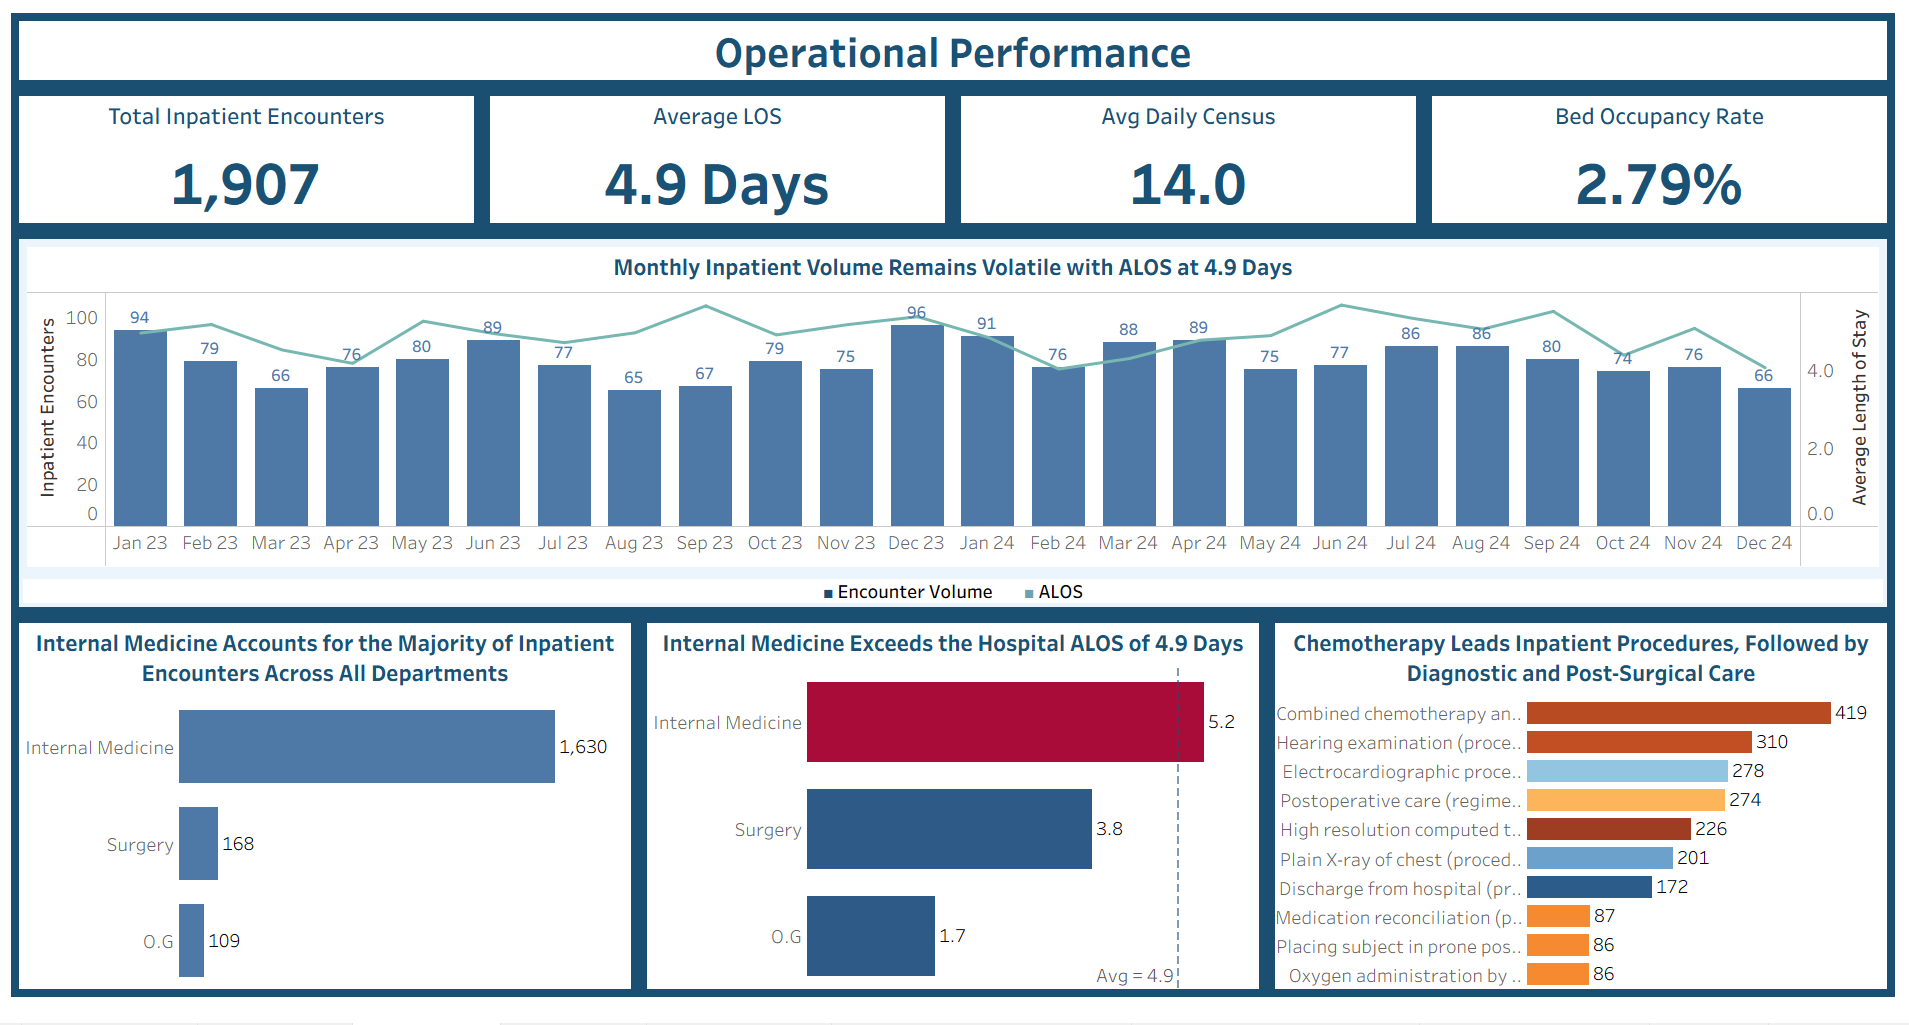 Operational Performance
Total Inpatient Encounters
1,907
Average LOS
4.9 Days
Avg Daily Census
14.0
Bed Occupancy Rate
2.79%
Monthly Inpatient Volume Remains Volatile with ALOS at 4.9 Days
Inpatient Encounters
100
80
60
40
20
0
94
79
66
76
80
89
77
65
67
79
75
96
91
76
88
89
75
77
86
86
80
74
76
66
4.0
2.0
0.0
Average Length of Stay
Jan 23 Feb 23 Mar 23 Apr 23 May 23 Jun 23 Jul 23 Aug 23 Sep 23 Oct 23 Nov 23 Dec 23 Jan 24 Feb 24 Mar 24 Apr 24 May 24 Jun 24 Jul 24 Aug 24 Sep 24 Oct 24 Nov 24 Dec 24
Encounter Volume ALOS
Internal Medicine Accounts for the Majority of Inpatient
Encounters Across All Departments
Internal Medicine 1,630
Surgery 168
O.G 109
Internal Medicine Exceeds the Hospital ALOS of 4.9 Days
Internal Medicine 5.2
Surgery 3.8
O.G 1.7
Avg = 4.9
Chemotherapy Leads Inpatient Procedures, Followed by
Diagnostic and Post-Surgical Care
Combined chemotherapy an.. 419
Hearing examination (proce.. 310
Electrocardiographic proce.. 278
Postoperative care (regime.. 274
High resolution computed t.. 226
Plain X-ray of chest (proced.. 201
Discharge from hospital (pr.. 172
Medication reconciliation (p.. 87
Placing subject in prone pos.. 86
Oxygen administration by .. 86